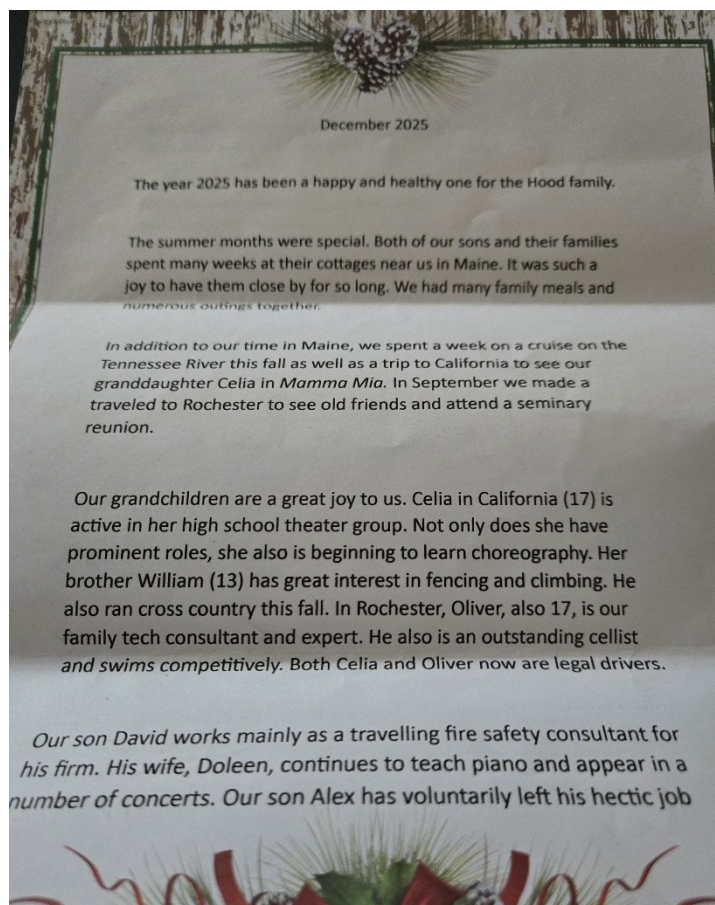 December 2025
The year 2025 has been a happy and healthy one for the Hood family.
The summer months were special. Both of our sons and their families
spent many weeks at their cottages near us in Maine. It was such a
joy to have them close by for so long. We had many family meals and
numerous outings together.
In addition to our time in Maine, we spent a week on a cruise on the
Tennessee River this fall as well as a trip to California to see our
granddaughter Celia in Mamma Mia. In September we made a
traveled to Rochester to see old friends and attend a seminary
reunion.
Our grandchildren are a great joy to us. Celia in California (17) is
active in her high school theater group. Not only does she have
prominent roles, she also is beginning to learn choreography. Her
brother William (13) has great interest in fencing and climbing. He
also ran cross country this fall. In Rochester, Oliver, also 17, is our
family tech consultant and expert. He also is an outstanding cellist
and swims competitively. Both Celia and Oliver now are legal drivers.
Our son David works mainly as a travelling fire safety consultant for
his firm. His wife, Doleen, continues to teach piano and appear in a
number of concerts. Our son Alex has voluntarily left his hectic job